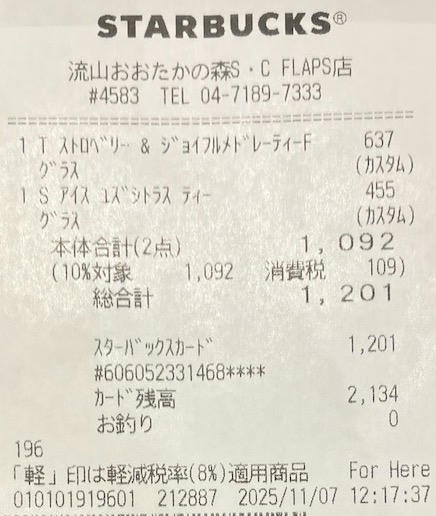 STARBUCKS®
流山おおたかの森S・C FLAPS店
#4583 TEL 04-7189-7333
1 T ストロベリー & ジョイフルメドレーティーF 637
グラス (カスタム)
1 S アイス ユズシトラス ティー 455
グラス (カスタム)
本体合計(2点) 1,092
(10%対象 1,092 消費税 109)
総合計 1,201
スターバックスカード 1,201
#606052331468****
カード残高 2,134
お釣り 0
196
「軽」印は軽減税率(8%)適用商品 For Here
010101919601 212887 2025/11/07 12:17:37